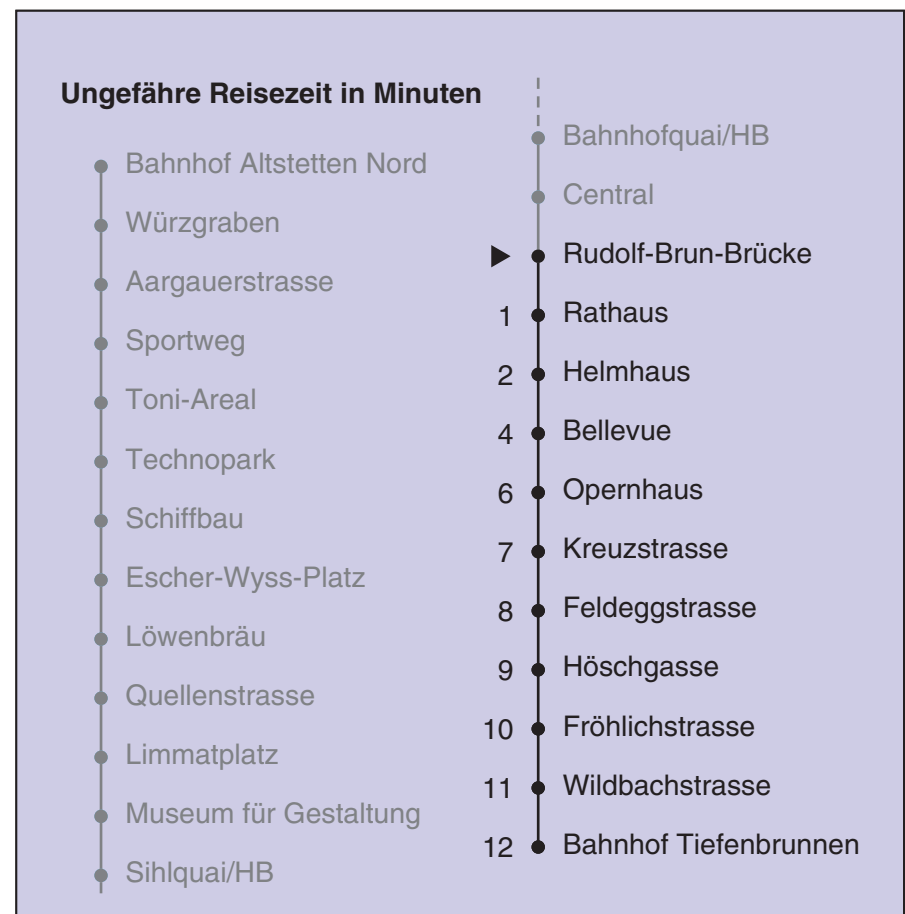 Ungefähre Reisezeit in Minuten
Bahnhof Altstetten Nord
Würzgraben
Aargauerstrasse
Sportweg
Toni-Areal
Technopark
Schiffbau
Escher-Wyss-Platz
Löwenbräu
Quellenstrasse
Limmatplatz
Museum für Gestaltung
Sihlquai/HB
Bahnhofquai/HB
Central
Rudolf-Brun-Brücke
1 Rathaus
2 Helmhaus
4 Bellevue
6 Opernhaus
7 Kreuzstrasse
8 Feldeggstrasse
9 Höschgasse
10 Fröhlichstrasse
11 Wildbachstrasse
12 Bahnhof Tiefenbrunnen